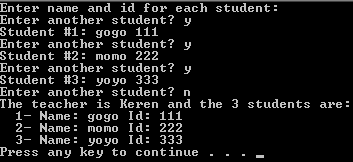 Enter name and id for each student:
Enter another student? y
Student #1: gogo 111
Enter another student? y
Student #2: momo 222
Enter another student? y
Student #3: yoyo 333
Enter another student? n
The teacher is Keren and the 3 students are:
1- Name: gogo Id: 111
2- Name: momo Id: 222
3- Name: yoyo Id: 333
Press any key to continue . . . _